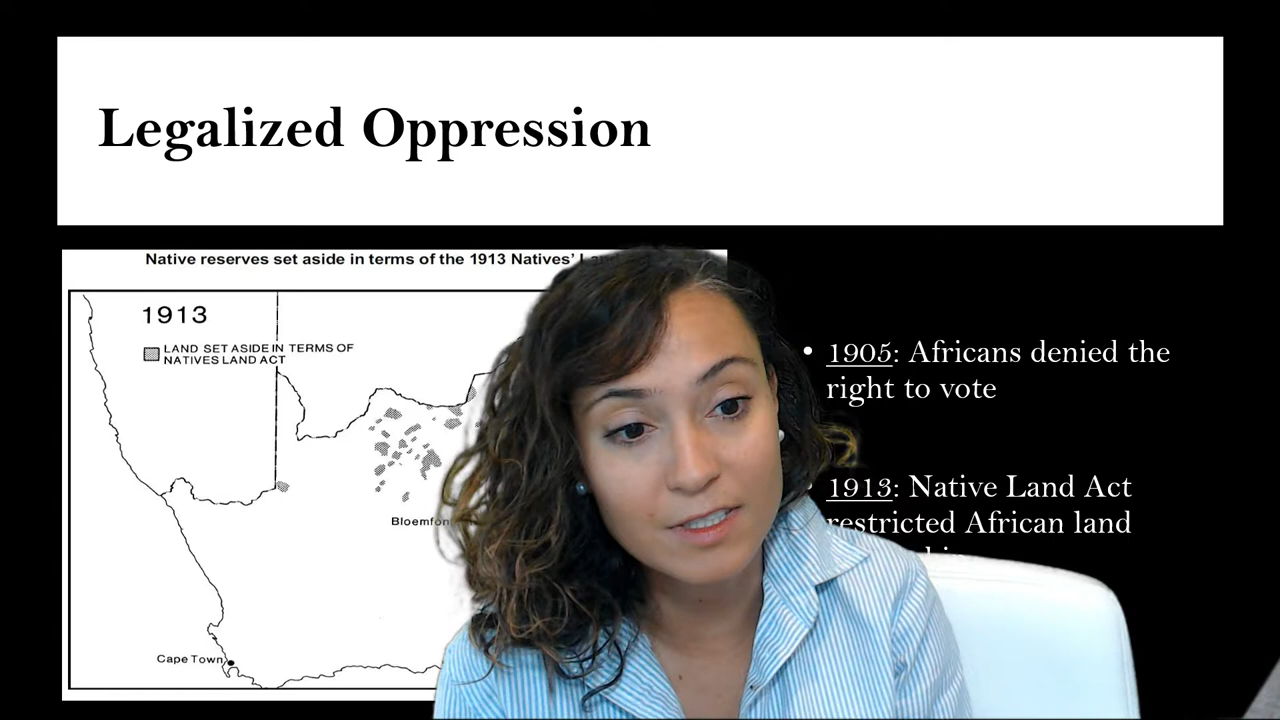 Legalized Oppression
Native reserves set aside in terms of the 1913 Natives'
1913
LAND SET ASIDE IN TERMS OF
NATIVES LAND ACT
Cape Town
• 1905: Africans denied the
right to vote
1913: Native Land Act
restricted African land